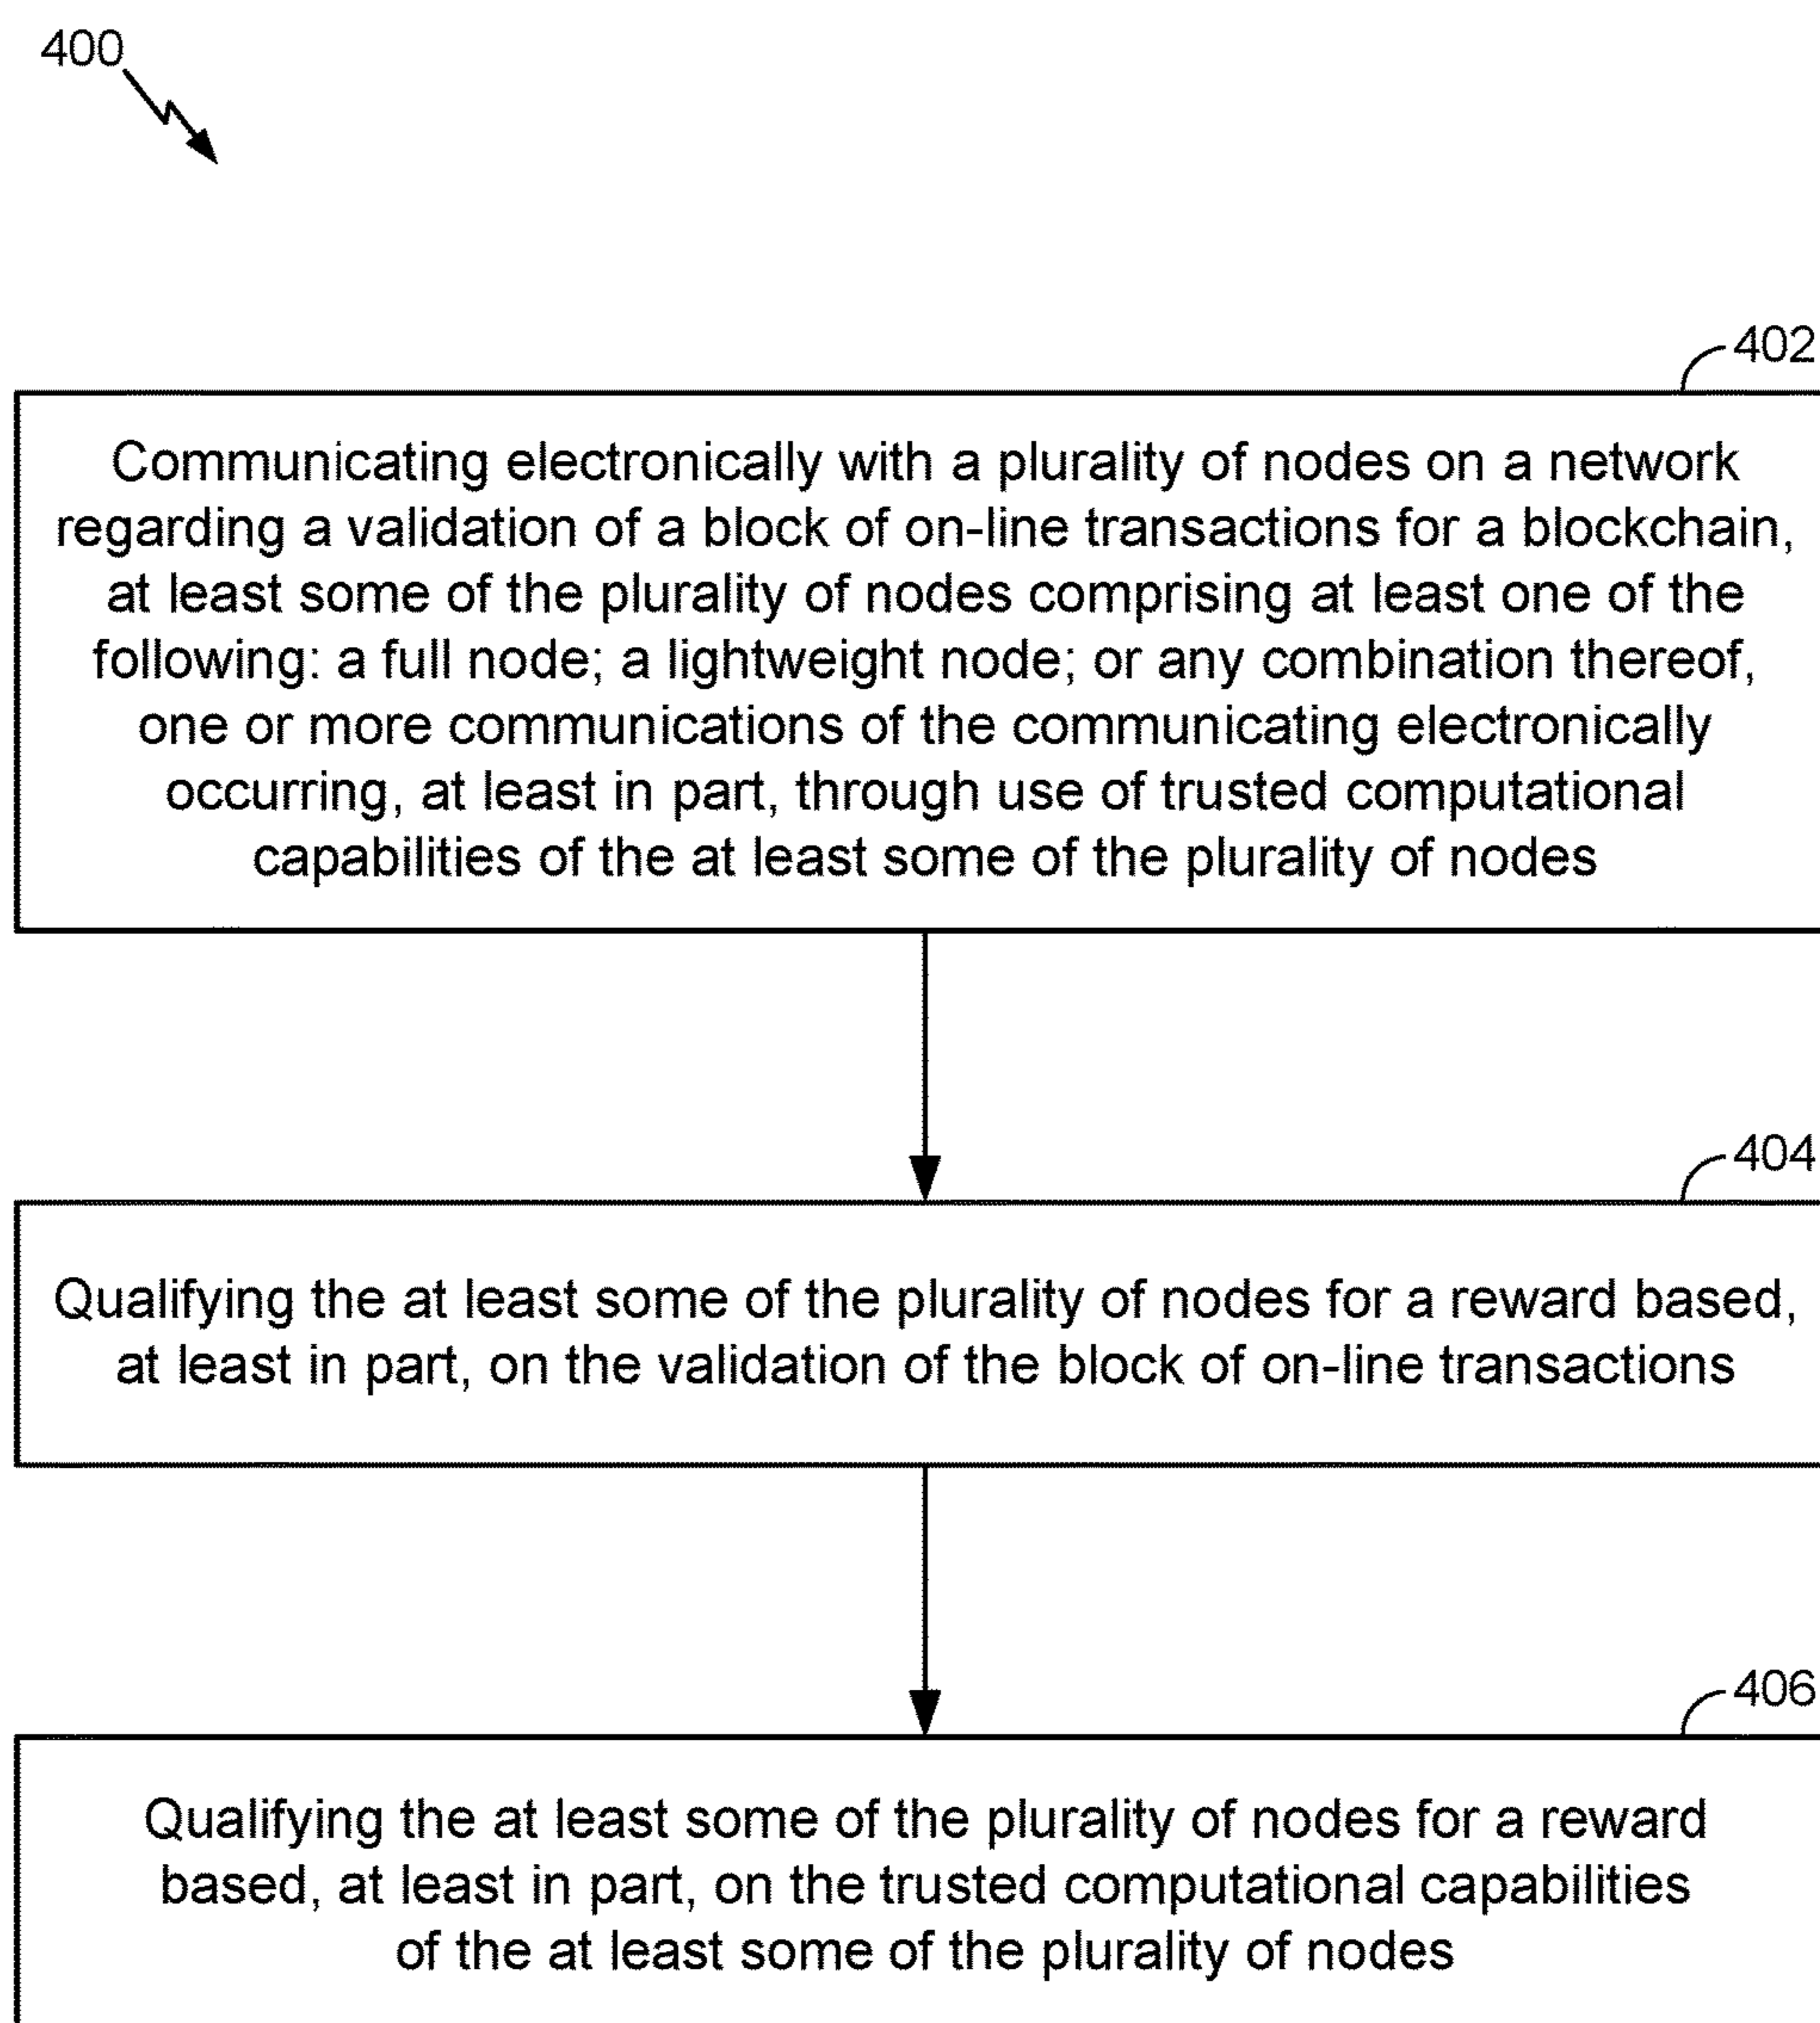 400
402
Communicating electronically with a plurality of nodes on a network
regarding a validation of a block of on-line transactions for a blockchain,
at least some of the plurality of nodes comprising at least one of the
following: a full node; a lightweight node; or any combination thereof,
one or more communications of the communicating electronically
occurring, at least in part, through use of trusted computational
capabilities of the at least some of the plurality of nodes
404
Qualifying the at least some of the plurality of nodes for a reward based,
at least in part, on the validation of the block of on-line transactions
406
Qualifying the at least some of the plurality of nodes for a reward
based, at least in part, on the trusted computational capabilities
of the at least some of the plurality of nodes